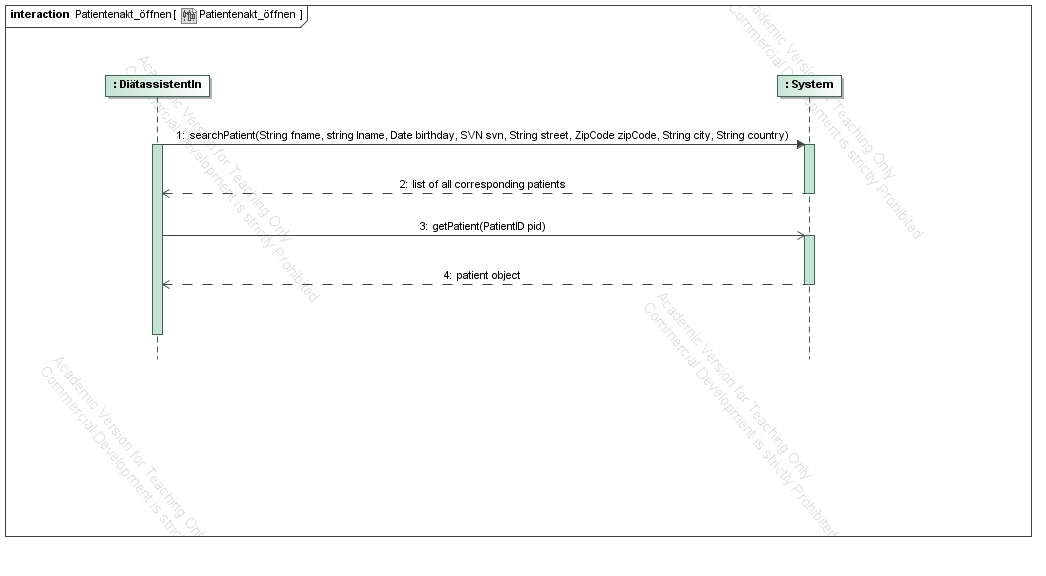 interaction Patientenakt_öffnen[ Patientenakt_öffnen ]
: DiätassistentIn
: System
1: searchPatient(String fname, string lname, Date birthday, SVN svn, String street, ZipCode zipCode, String city, String country)
2: list of all corresponding patients
3: getPatient(PatientID pid)
4: patient object
Academic Version for Teaching Only
Commercial Development is strictly Prohibited
Academic Version for Teaching Only
Commercial Development is strictly Prohibited
Academic Version for Teaching Only
Commercial Development is strictly Prohibited
Academic Version for Teaching Only
Commercial Development is stric